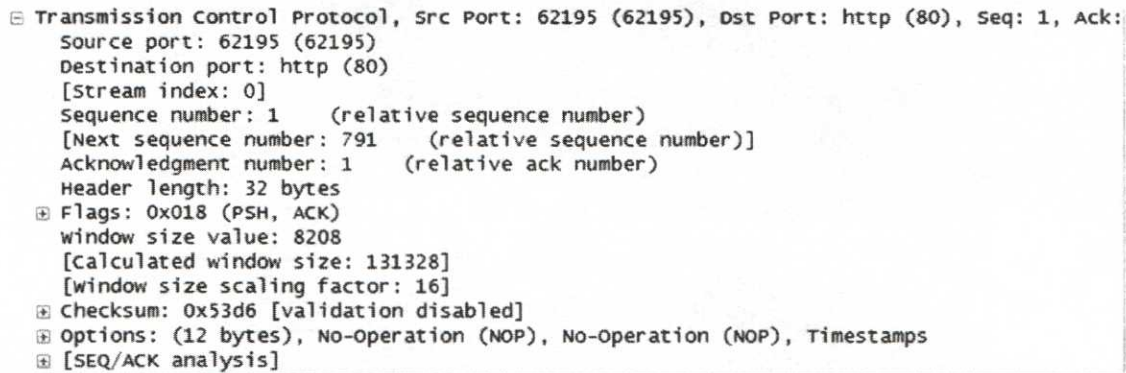 Transmission Control Protocol, Src Port: 62195 (62195), Dst Port: http (80), Seq: 1, Ack:
Source port: 62195 (62195)
Destination port: http (80)
[Stream index: 0]
Sequence number: 1 (relative sequence number)
[Next sequence number: 791 (relative sequence number)]
Acknowledgment number: 1 (relative ack number)
Header length: 32 bytes
Flags: 0x018 (PSH, ACK)
window size value: 8208
[Calculated window size: 131328]
[window size scaling factor: 16]
Checksum: 0x53d6 [validation disabled]
Options: (12 bytes), No-Operation (NOP), No-Operation (NOP), Timestamps
[SEQ/ACK analysis]